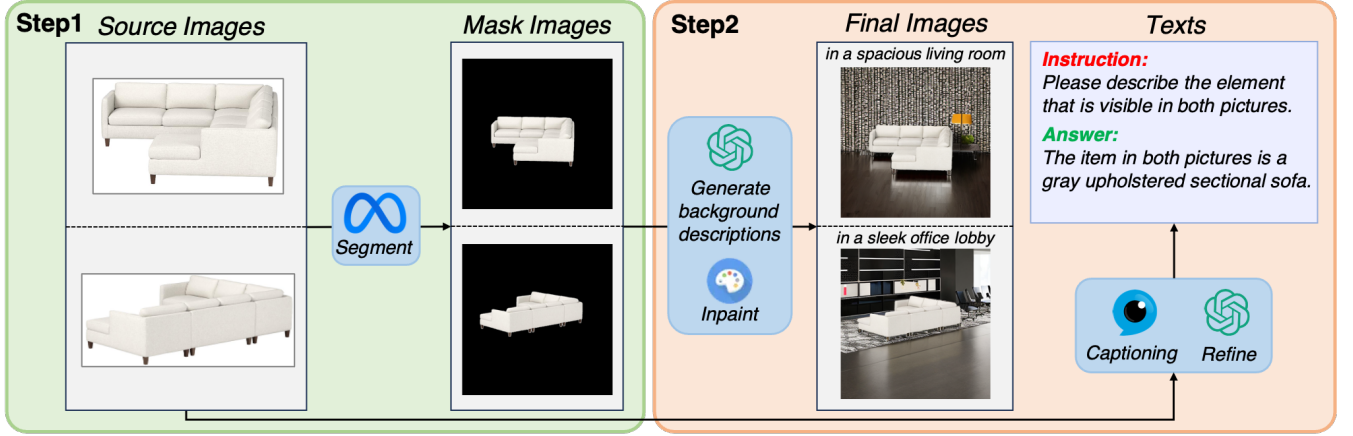 Step1
Source Images
Mask Images
Segment
Step2
Final Images
Texts
in a spacious living room
in a sleek office lobby
Generate
background
descriptions
Inpaint
Instruction:
Please describe the element
that is visible in both pictures.
Answer:
The item in both pictures is a
gray upholstered sectional sofa.
Captioning
Refine